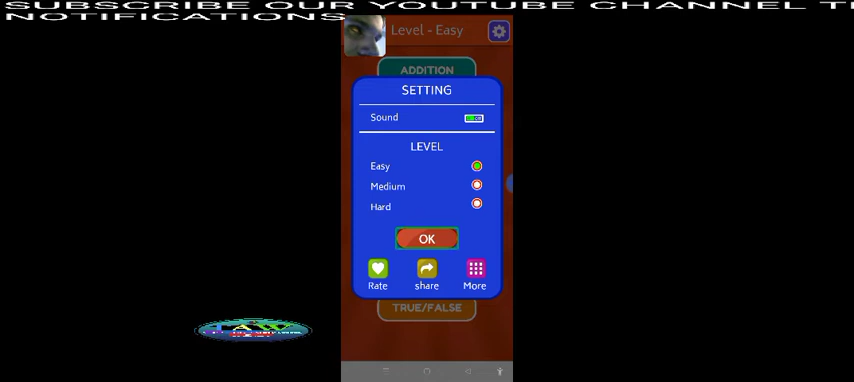 SUBSCRIBE OUR YOUTUBE CHANNEL
NOTIFICATIONS
Level - Easy
ADDITION
SETTING
Sound
LEVEL
Easy
Medium
Hard
OK
Rate
share
More
TRUE/FALSE